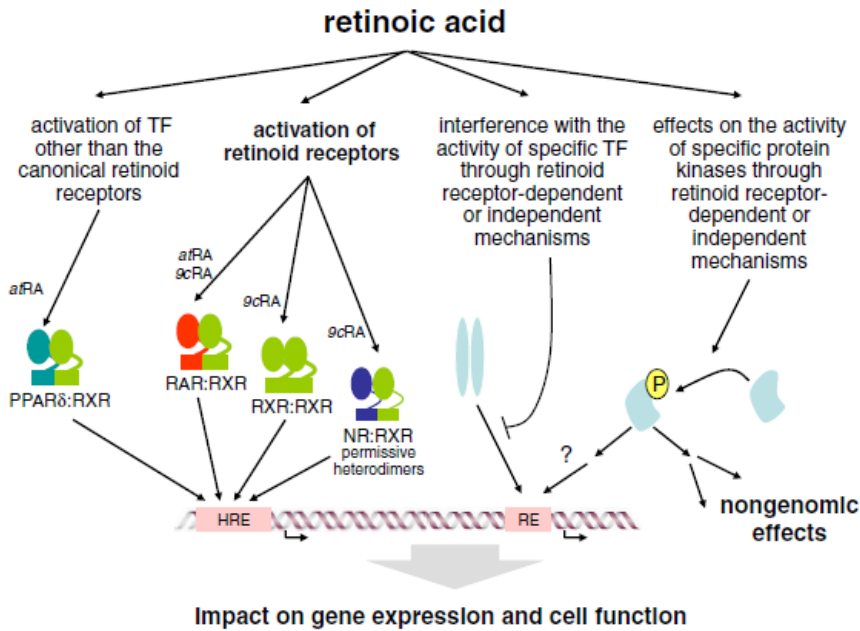 retinoic acid
activation of TF
other than the
canonical retinoid
receptors
activation of
retinoid receptors
interference with the
activity of specific TF
through retinoid
receptor-dependent
or independent
mechanisms
effects on the activity
of specific protein
kinases through
retinoid receptor-
dependent or
independent
mechanisms
atRA
atRA
9cRA
9cRA
9cRA
PPARδ:RXR
RAR:RXR
RXR:RXR
NR:RXR
permissive
heterodimers
P
?
HRE
RE
nongenomic
effects
Impact on gene expression and cell function